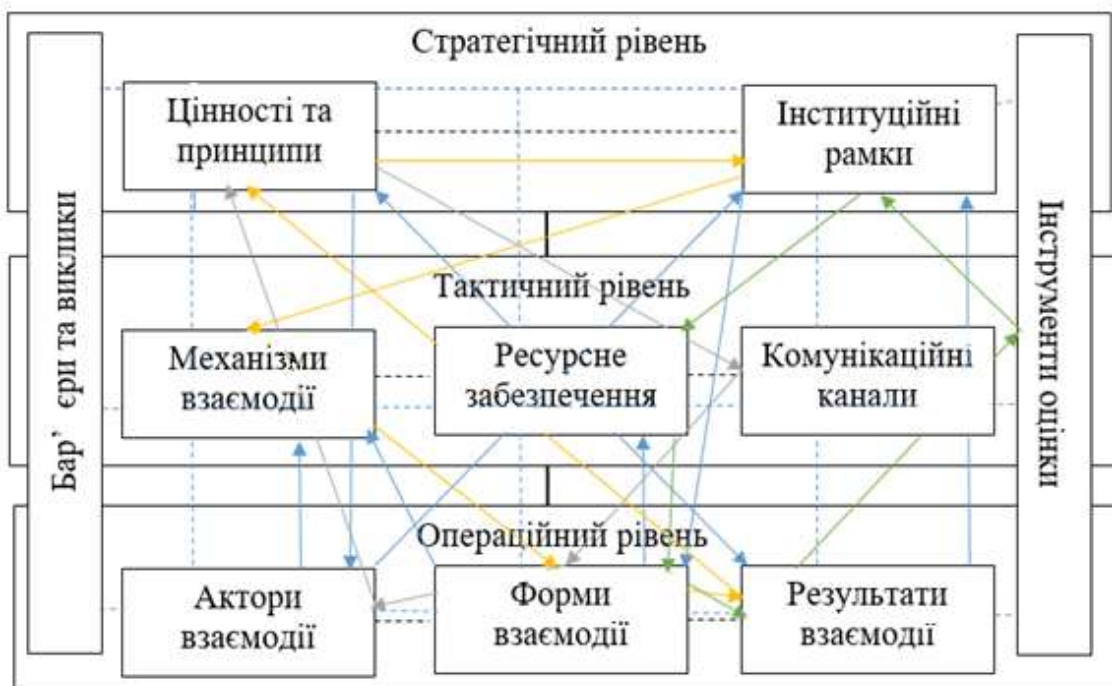 Стратегічний рівень
Цінності та
принципи
Інституційні
рамки
Бар’ єри та виклики
Тактичний рівень
Механізми
взаємодії
Ресурсне
забезпечення
Комунікаційні
канали
Інструменти оцінки
Операційний рівень
Актори
взаємодії
Форми
взаємодії
Результати
взаємодії